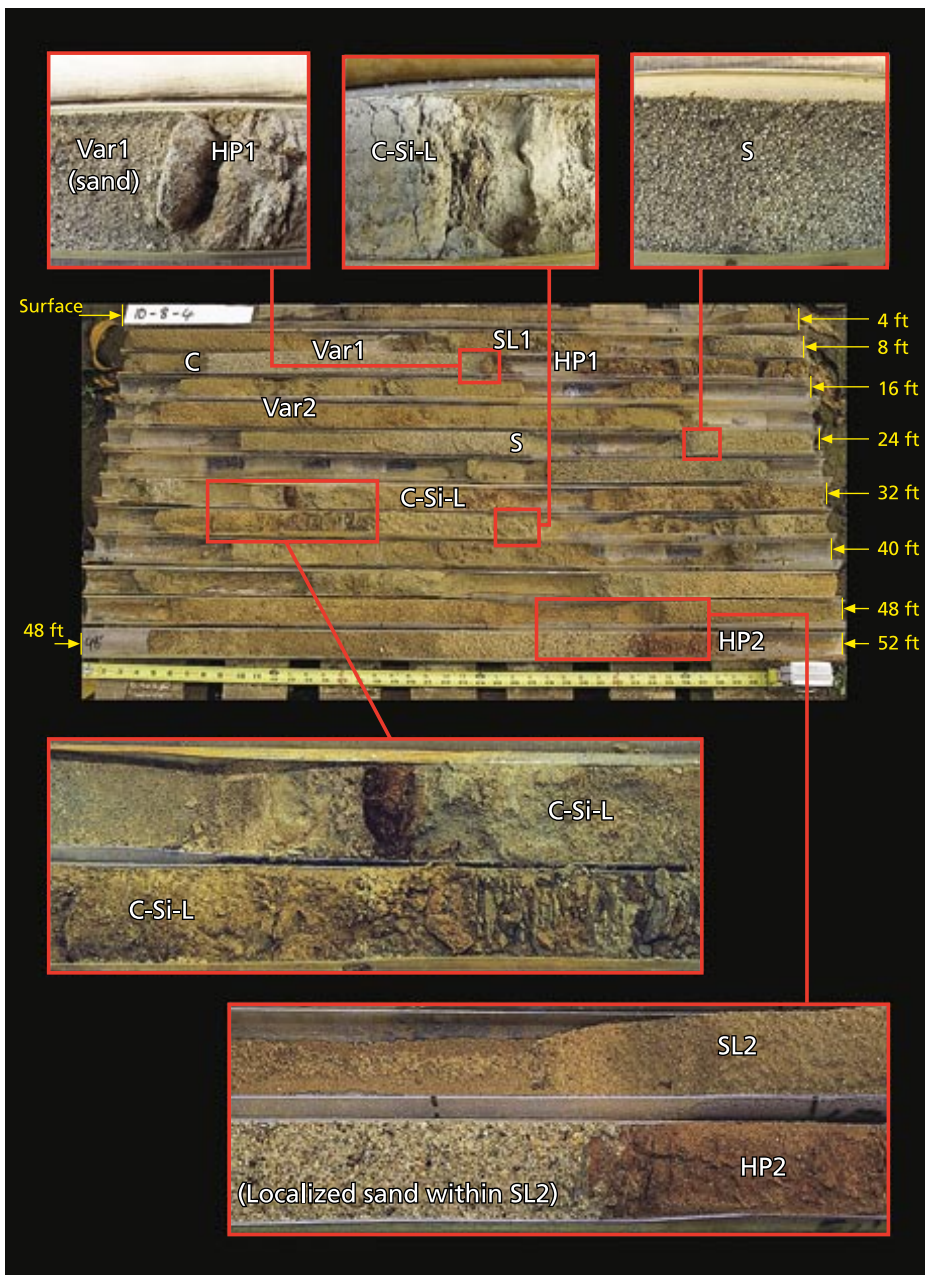 Var1
(sand)
HP1
C-Si-L
S
Surface
10-8-4
4 ft
SL1
8 ft
Var1
C
HP1
16 ft
Var2
S
24 ft
C-Si-L
32 ft
40 ft
48 ft
48 ft
HP2
52 ft
C-Si-L
C-Si-L
SL2
HP2
(Localized sand within SL2)